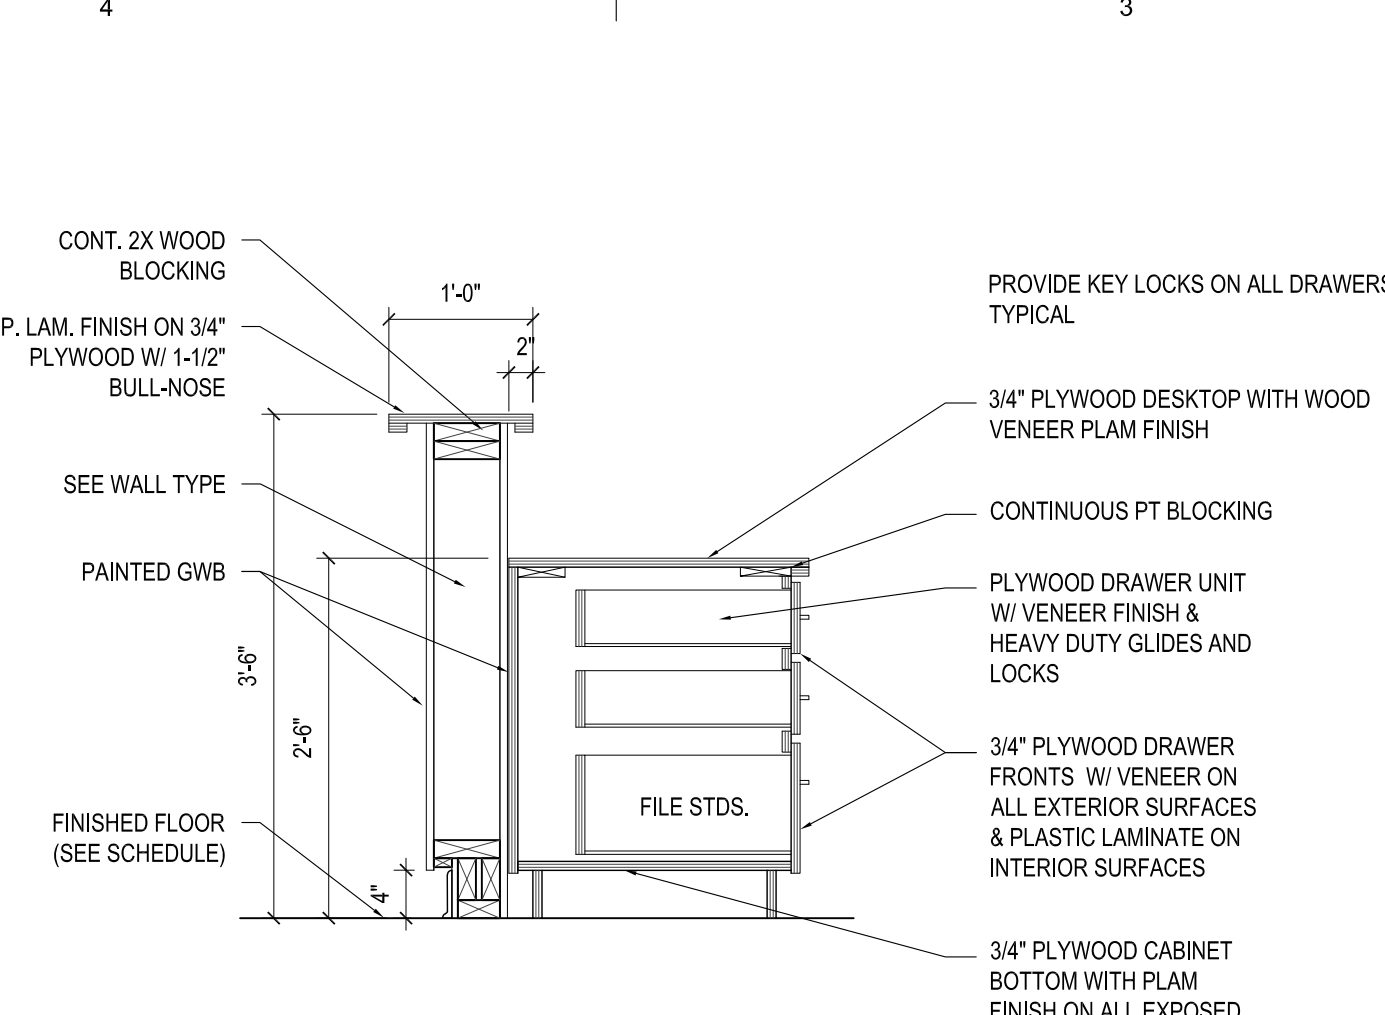 4
3
CONT. 2X WOOD
BLOCKING
1'-0"
PROVIDE KEY LOCKS ON ALL DRAWERS
TYPICAL
P. LAM. FINISH ON 3/4"
PLYWOOD W/ 1-1/2"
BULL-NOSE
2"
3/4" PLYWOOD DESKTOP WITH WOOD
VENEER PLAM FINISH
SEE WALL TYPE
CONTINUOUS PT BLOCKING
PAINTED GWB
PLYWOOD DRAWER UNIT
W/ VENEER FINISH &
HEAVY DUTY GLIDES AND
LOCKS
3'-6"
2'-6"
3/4" PLYWOOD DRAWER
FRONTS  W/ VENEER ON
ALL EXTERIOR SURFACES
& PLASTIC LAMINATE ON
INTERIOR SURFACES
FILE STDS.
FINISHED FLOOR
(SEE SCHEDULE)
4"
3/4" PLYWOOD CABINET
BOTTOM WITH PLAM
FINISH ON ALL EXPOSED